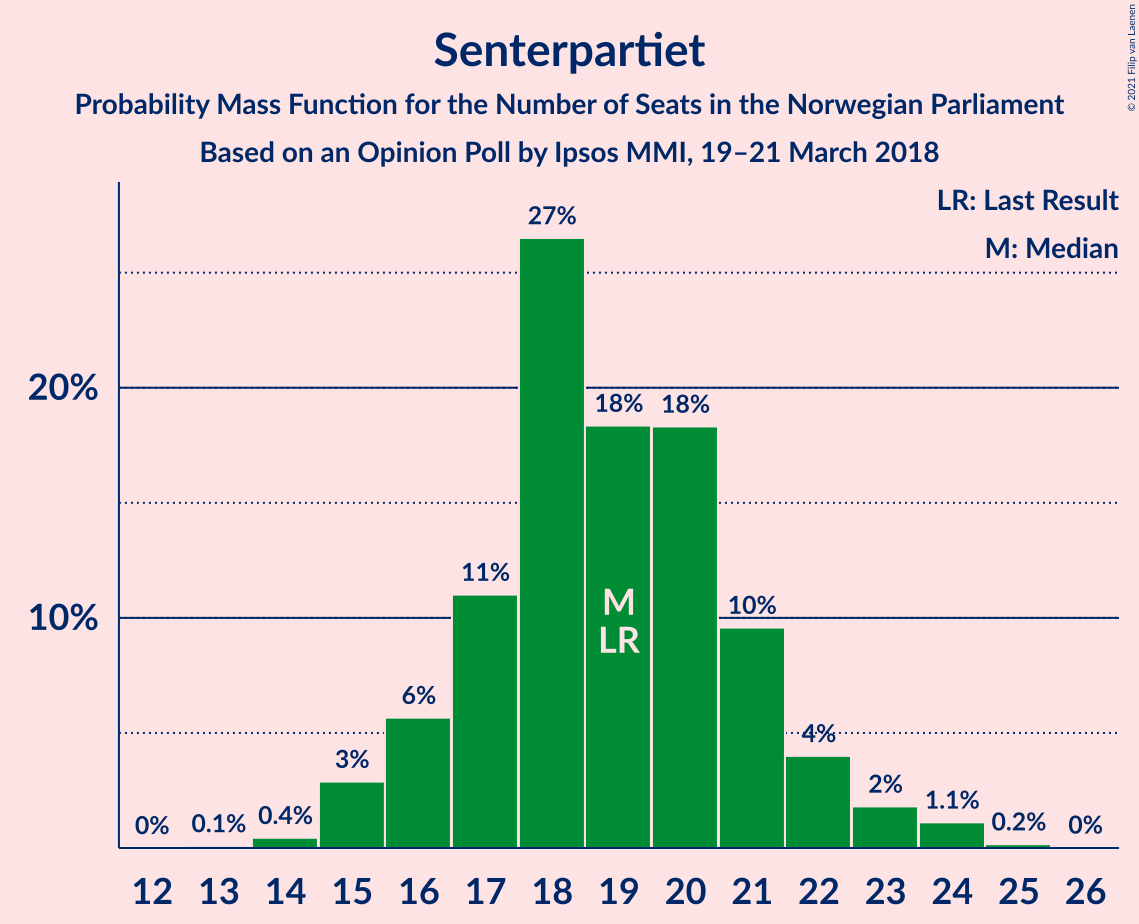 Senterpartiet
Probability Mass Function for the Number of Seats in the Norwegian Parliament
Based on an Opinion Poll by Ipsos MMI, 19–21 March 2018
© 2021 Filip van Laenen
LR: Last Result
M: Median
27%
20%
18% 18%
11%
10%
10%
M
LR
6%
4%
3%
2%
1.1%
0% 0.1% 0.4% 0.2% 0%
12 13 14 15 16 17 18 19 20 21 22 23 24 25 26